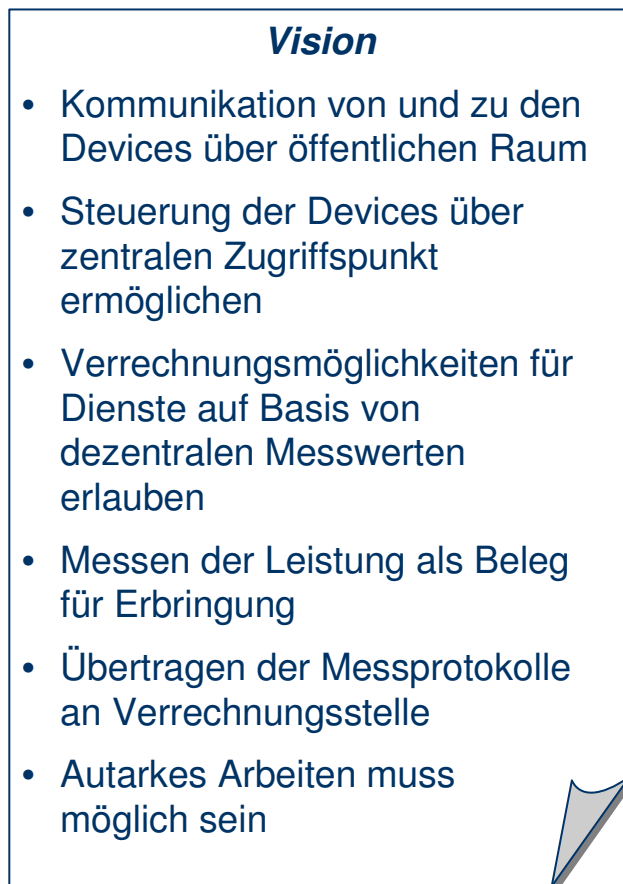 Vision
• Kommunikation von und zu den
Devices über öffentlichen Raum
• Steuerung der Devices über
zentralen Zugriffspunkt
ermöglichen
• Verrechnungsmöglichkeiten für
Dienste auf Basis von
dezentralen Messwerten
erlauben
• Messen der Leistung als Beleg
für Erbringung
• Übertragen der Messprotokolle
an Verrechnungsstelle
• Autarkes Arbeiten muss
möglich sein